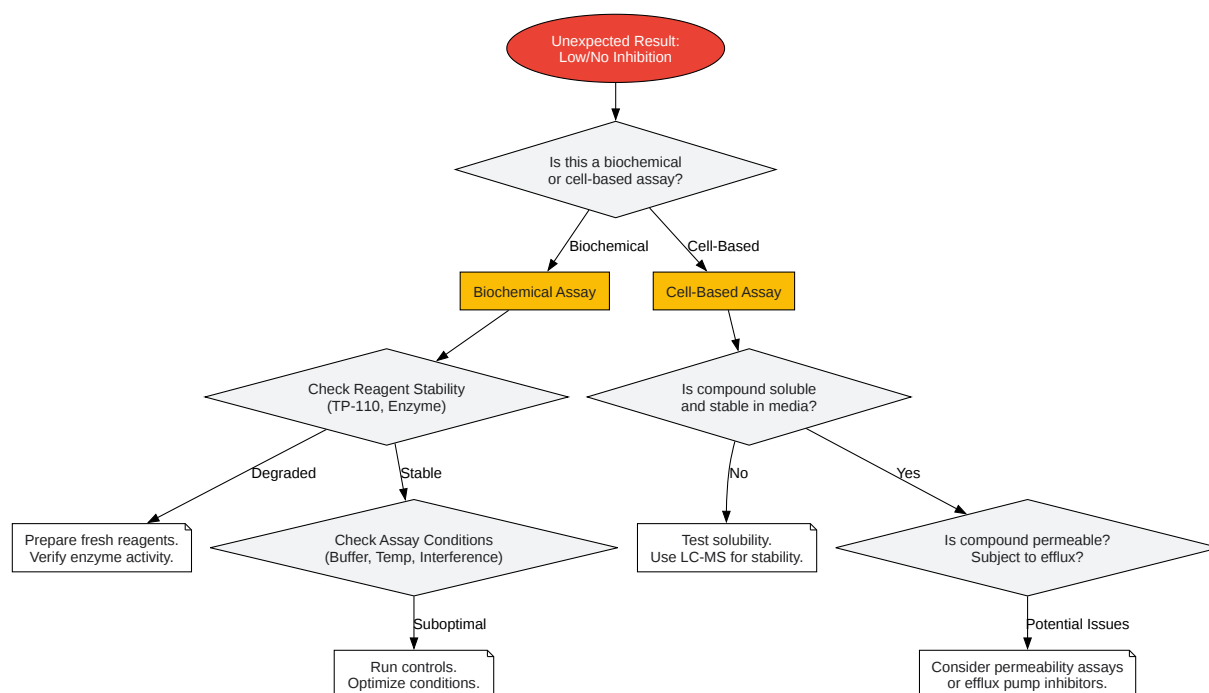 Unexpected Result:
Low/No Inhibition
Is this a biochemical
or cell-based assay?
Biochemical
Cell-Based
Biochemical Assay
Cell-Based Assay
Check Reagent Stability
(TP-110, Enzyme)
Is compound soluble
and stable in media?
Degraded
Stable
No
Yes
Prepare fresh reagents.
Verify enzyme activity.
Check Assay Conditions
(Buffer, Temp, Interference)
Test solubility.
Use LC-MS for stability.
Is compound permeable?
Subject to efflux?
Suboptimal
Potential Issues
Run controls.
Optimize conditions.
Consider permeability assays
or efflux pump inhibitors.